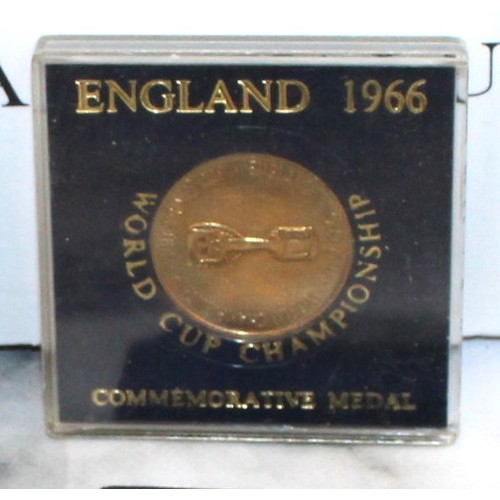 ENGLAND 1966
WORLD CUP CHAMPIONSHIP
COMMEMORATIVE MEDAL